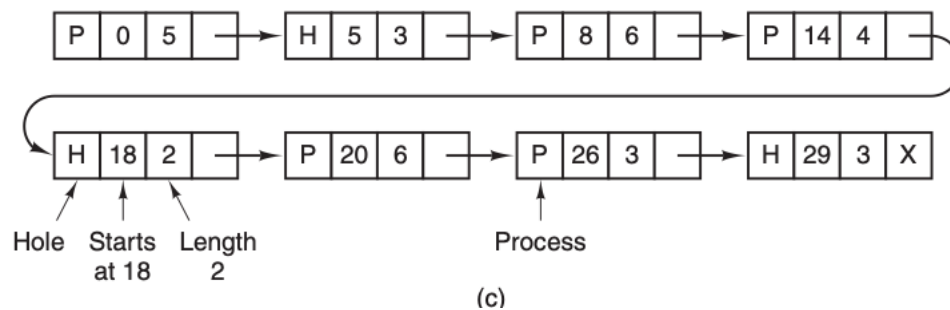 P 0 5 H 5 3 P 8 6 P 14 4
H 18 2 P 20 6 P 26 3 H 29 3 X
Hole Starts Length Process
at 18 2
(c)